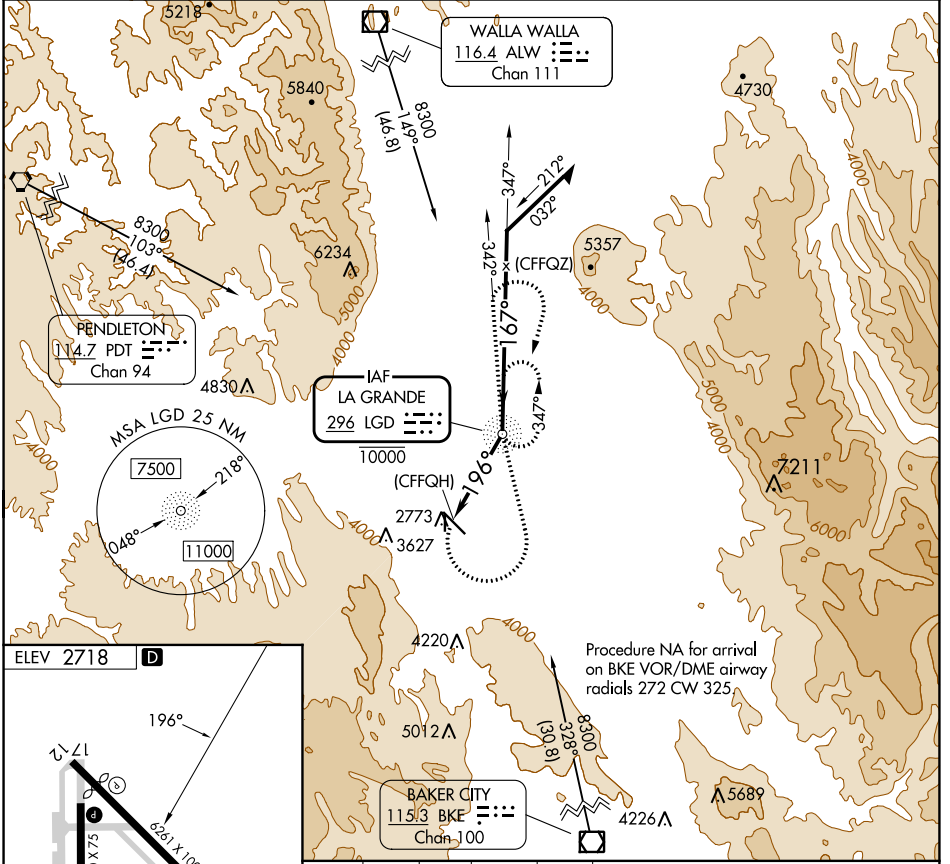 5218
WALLA WALLA
116.4 ALW
Chan 111
5840
4730
8300
149°
(46.8)
347°
212°
032°
8300
103°
(46.4)
6234
342°
(CFFQZ)
5357
4000
5000
4000
167°
PENDLETON
114.7 PDT
Chan 94
4830
IAF
LA GRANDE
296 LGD
10000
347°
4000
5000
4000
MSA LGD 25 NM
7500
218°
048°
11000
(CFFQH)
196°
7211
6000
2773
3627
4220
4000
Procedure NA for arrival
on BKE VOR/DME airway
radials 272 CW 325.
ELEV 2718
D
196°
5012
8300
328°
(30.8)
BAKER CITY
115.3 BKE
Chan 100
4226
5689
17
12
P
P
6261 X 100
X 75